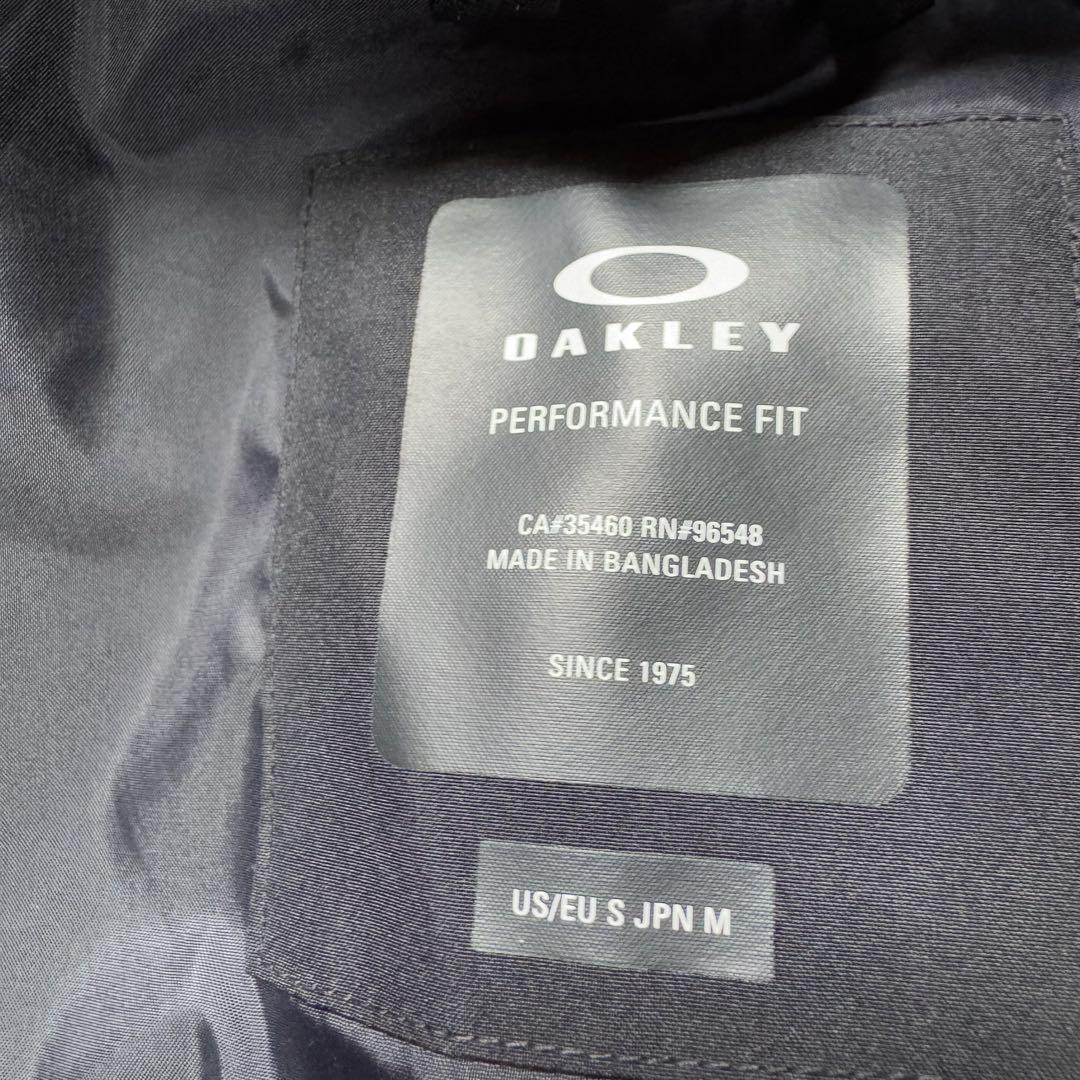 OAKLEY
PERFORMANCE FIT
CA#35460 RN#96548
MADE IN BANGLADESH
SINCE 1975
US/EU S JPN M